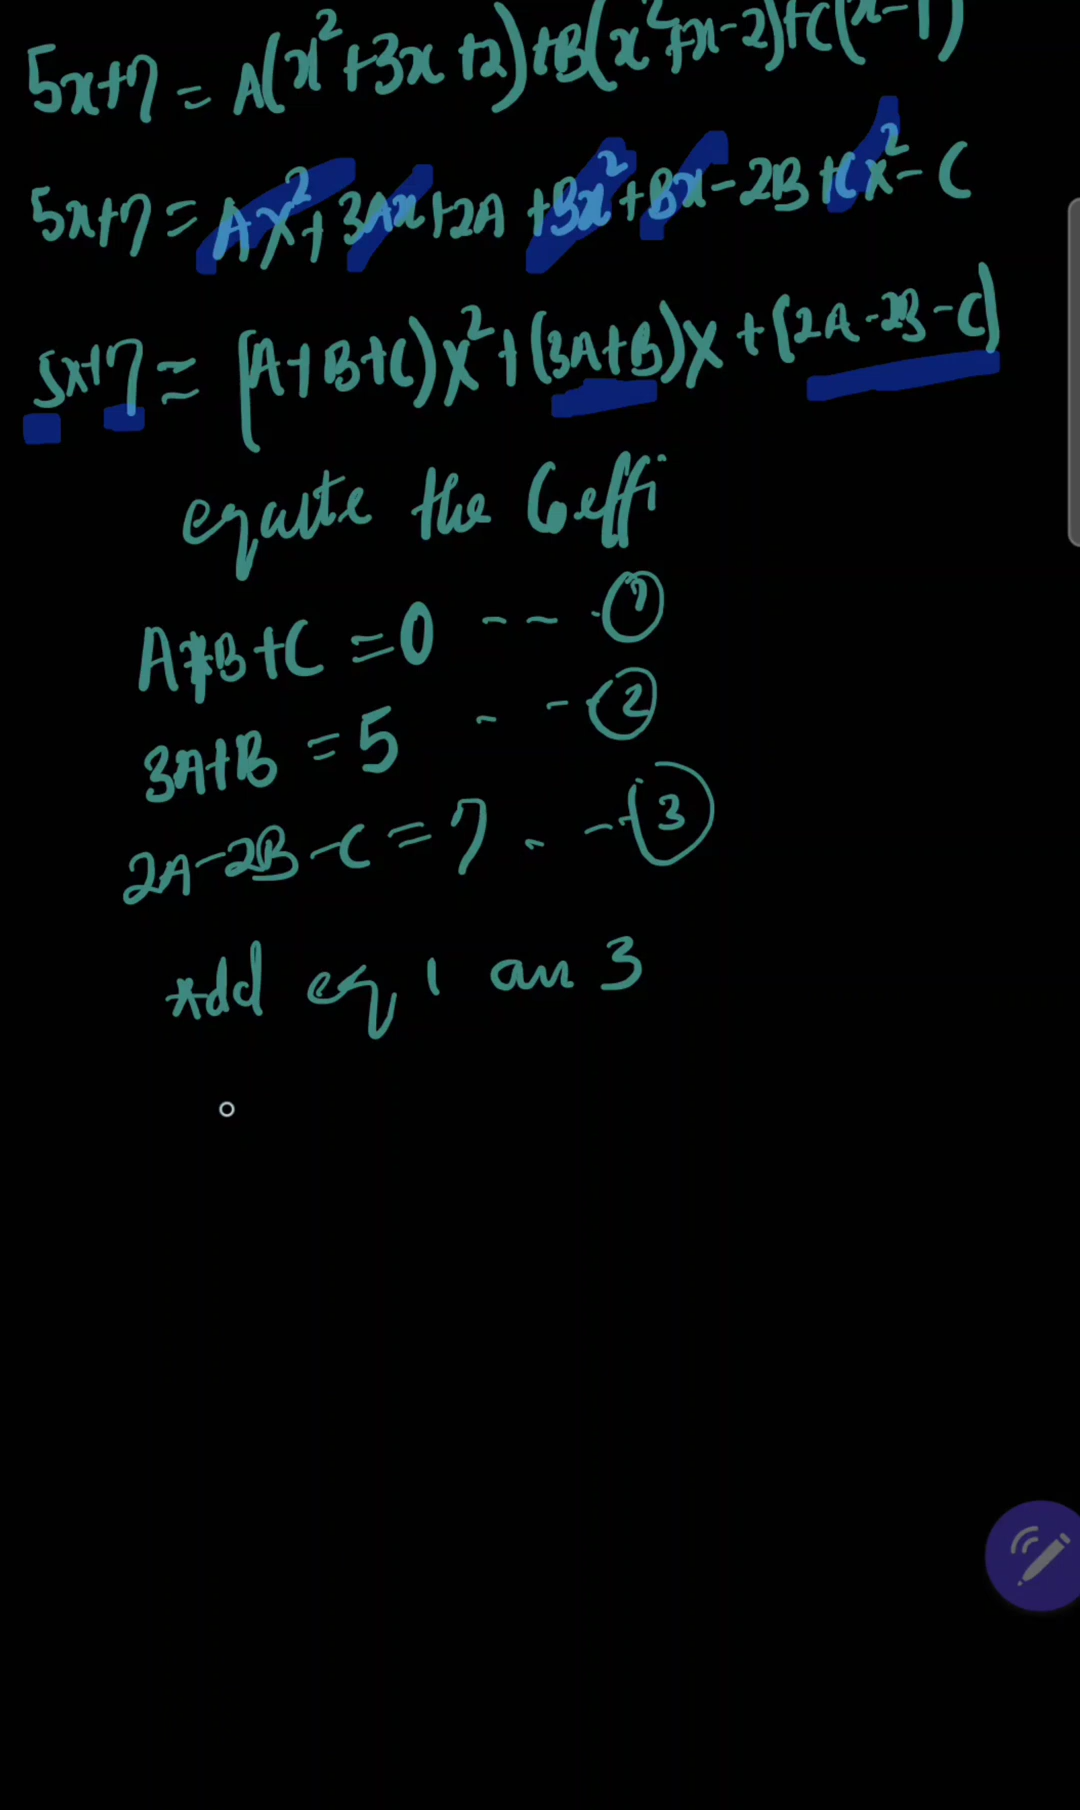 5x+7 = A(x²+3x+2)+B(x²+x-2)+C(x²-1)
5x+7 = Ax²+3Ax+2A+Bx²+Bx-2B+Cx²-C
5x+7 = (A+B+C)x²+(3A+B)x+(2A-2B-C)
equate the Coeffi
A+B+C = 0 --- ①
3A+B = 5 -- ②
2A-2B-C = 7 -- ③
Add eq 1 an 3